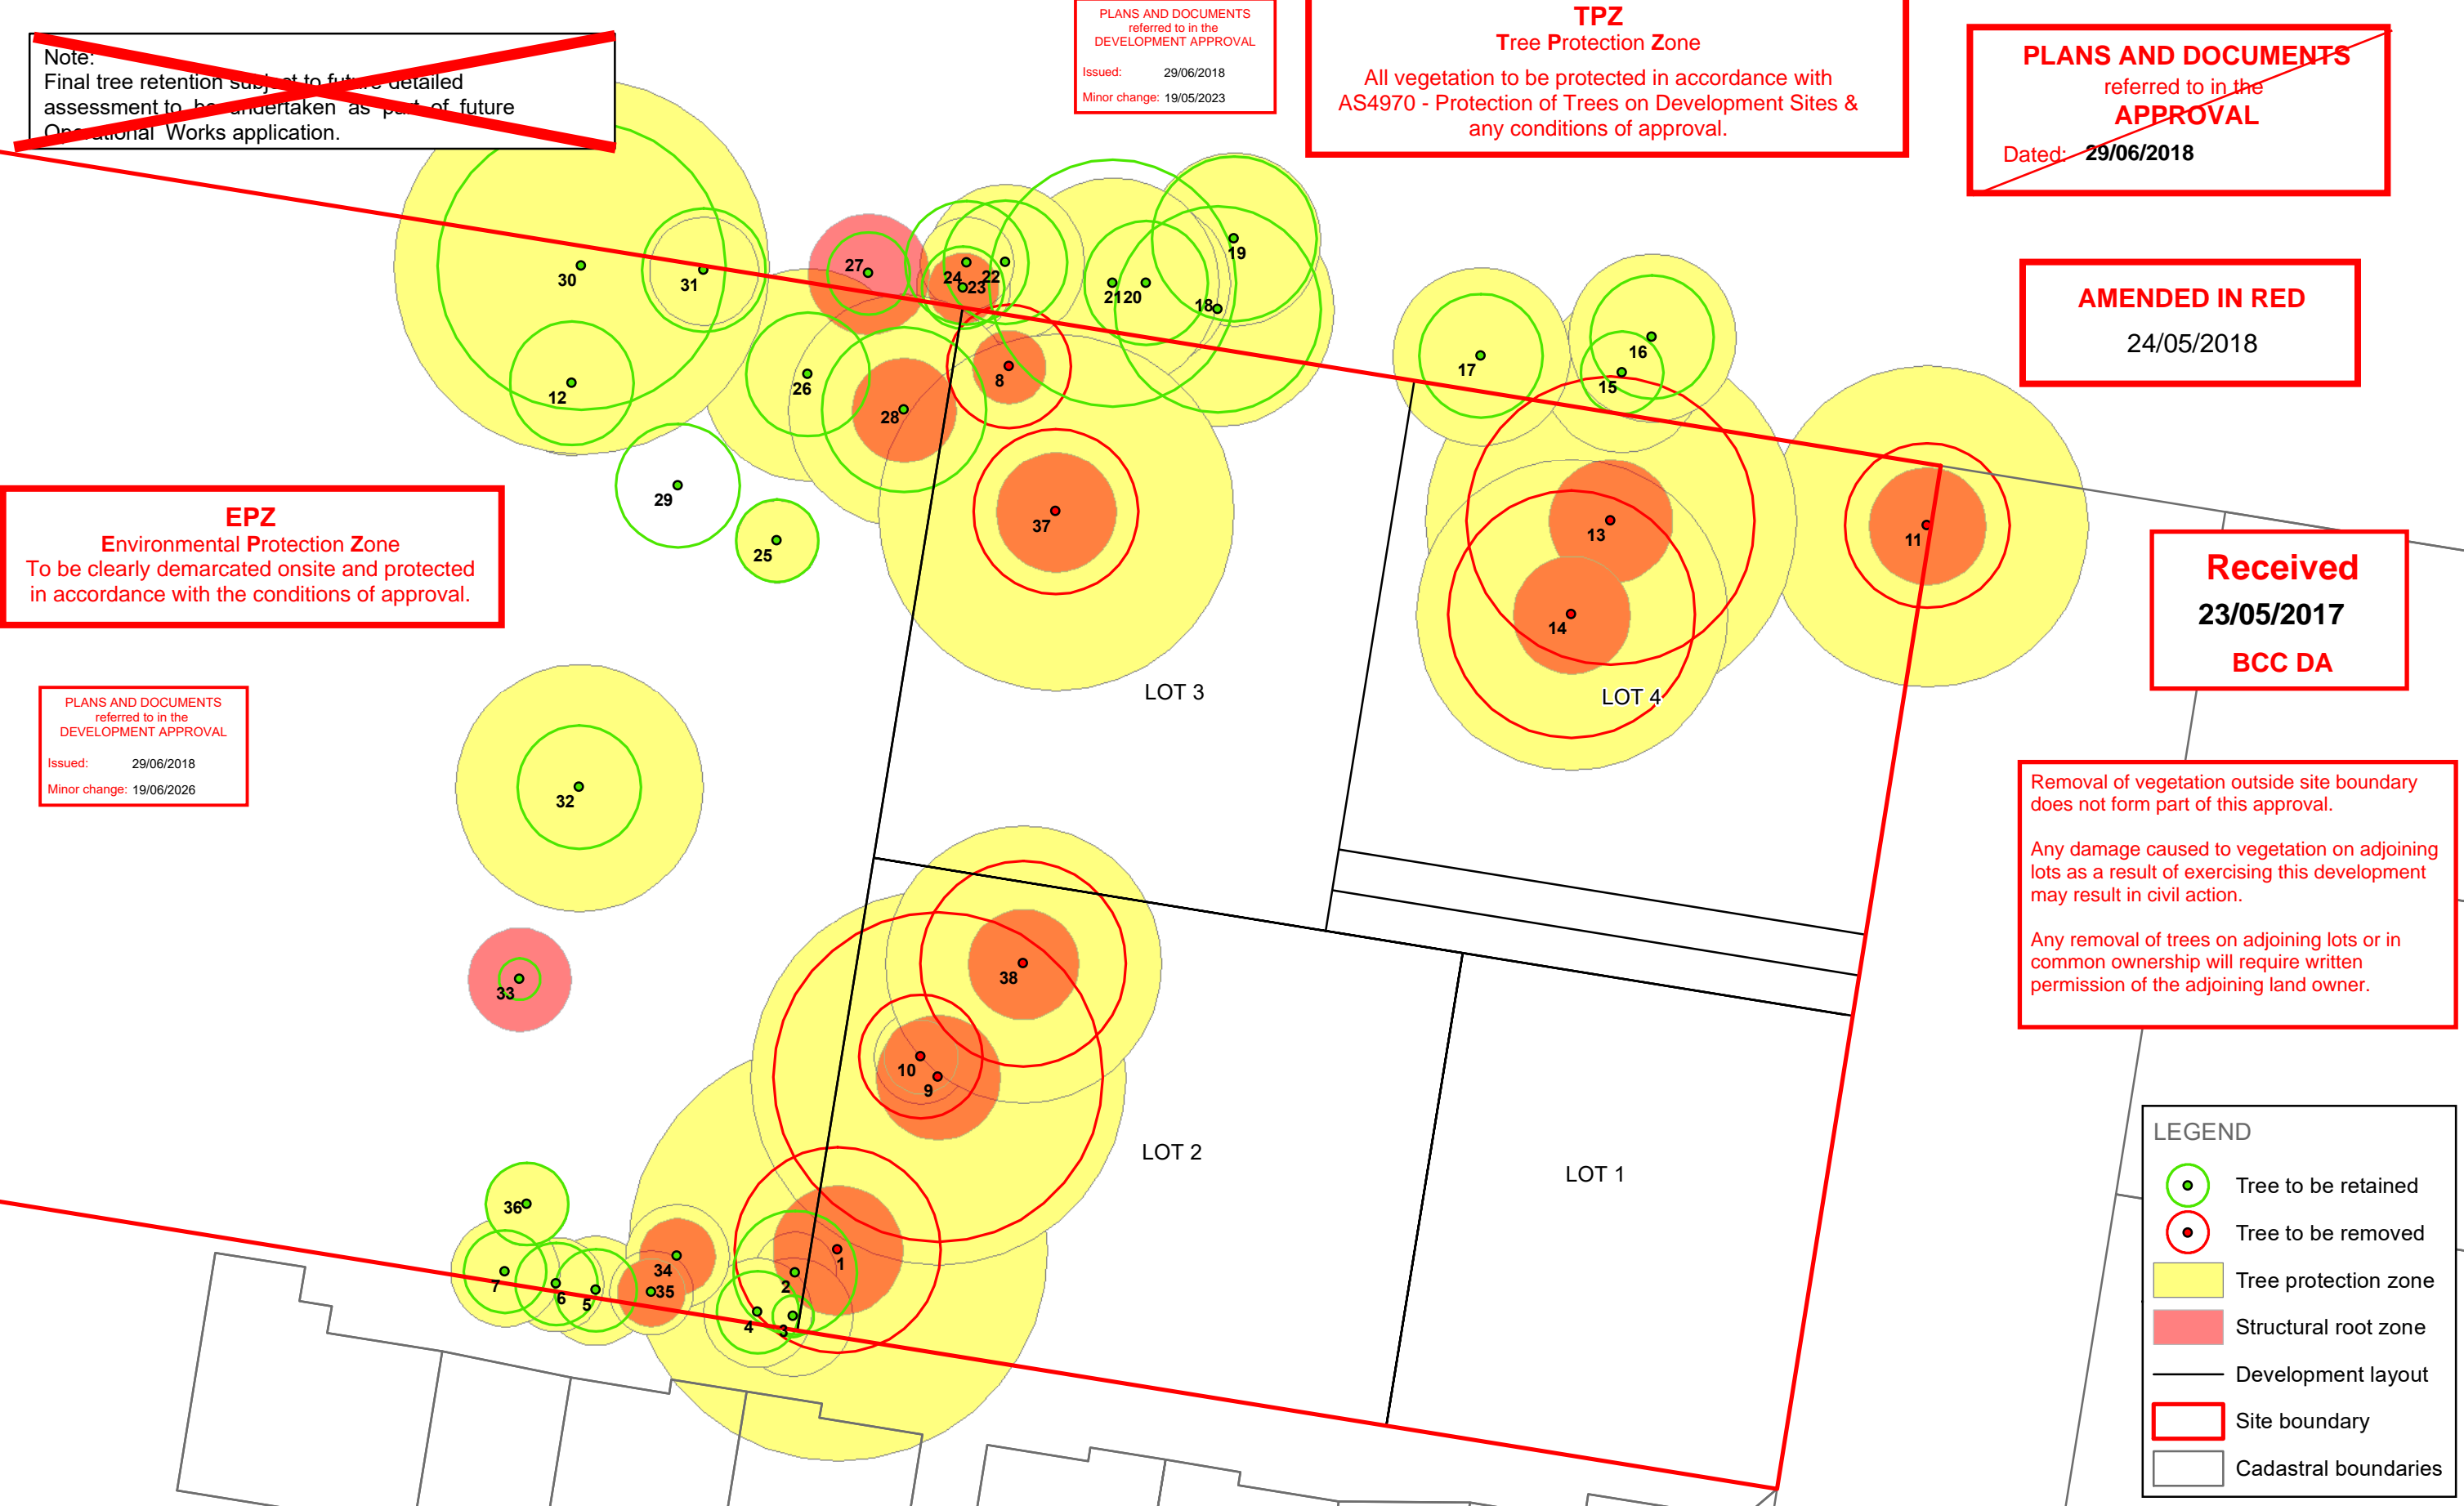 Note:
Final tree retention subject to future detailed
assessment to be undertaken as part of future
Operational Works application.
PLANS AND DOCUMENTS
referred to in the
DEVELOPMENT APPROVAL
Issued: 29/06/2018
Minor change: 19/05/2023
TPZ
Tree Protection Zone
All vegetation to be protected in accordance with
AS4970 - Protection of Trees on Development Sites &
any conditions of approval.
PLANS AND DOCUMENTS
referred to in the
APPROVAL
Dated: 29/06/2018
AMENDED IN RED
24/05/2018
30
31
27
24
22
23
21
20
19
18
12
26
28
8
17
16
15
29
25
37
13
14
11
EPZ
Environmental Protection Zone
To be clearly demarcated onsite and protected
in accordance with the conditions of approval.
Received
23/05/2017
BCC DA
LOT 3
LOT 4
PLANS AND DOCUMENTS
referred to in the
DEVELOPMENT APPROVAL
Issued: 29/06/2018
Minor change: 19/06/2026
32
33
38
10
9
Removal of vegetation outside site boundary
does not form part of this approval.
Any damage caused to vegetation on adjoining
lots as a result of exercising this development
may result in civil action.
Any removal of trees on adjoining lots or in
common ownership will require written
permission of the adjoining land owner.
LOT 2
LOT 1
36
7
6
5
34
35
2
1
4
3
LEGEND
Tree to be retained
Tree to be removed
Tree protection zone
Structural root zone
Development layout
Site boundary
Cadastral boundaries